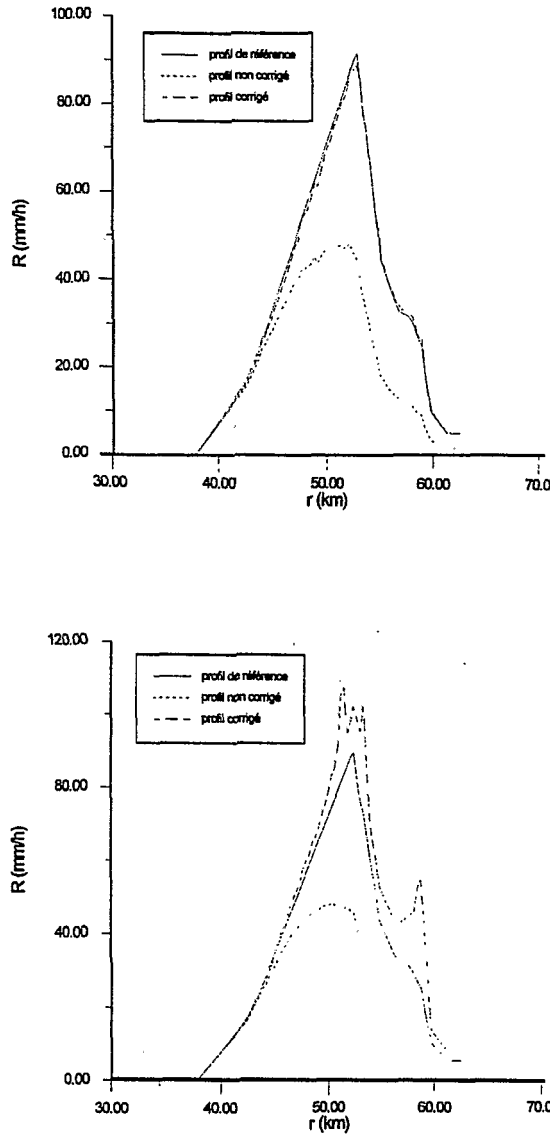 100.00
80.00
60.00
40.00
20.00
0.00
R (mm/h)
profil de référence
profil non corrigé
profil corrigé
30.00
40.00
50.00
60.00
70.0
r (km)
120.00
80.00
40.00
0.00
R (mm/h)
profil de référence
profil non corrigé
profil corrigé
30.00
40.00
50.00
60.00
70.0
r (km)